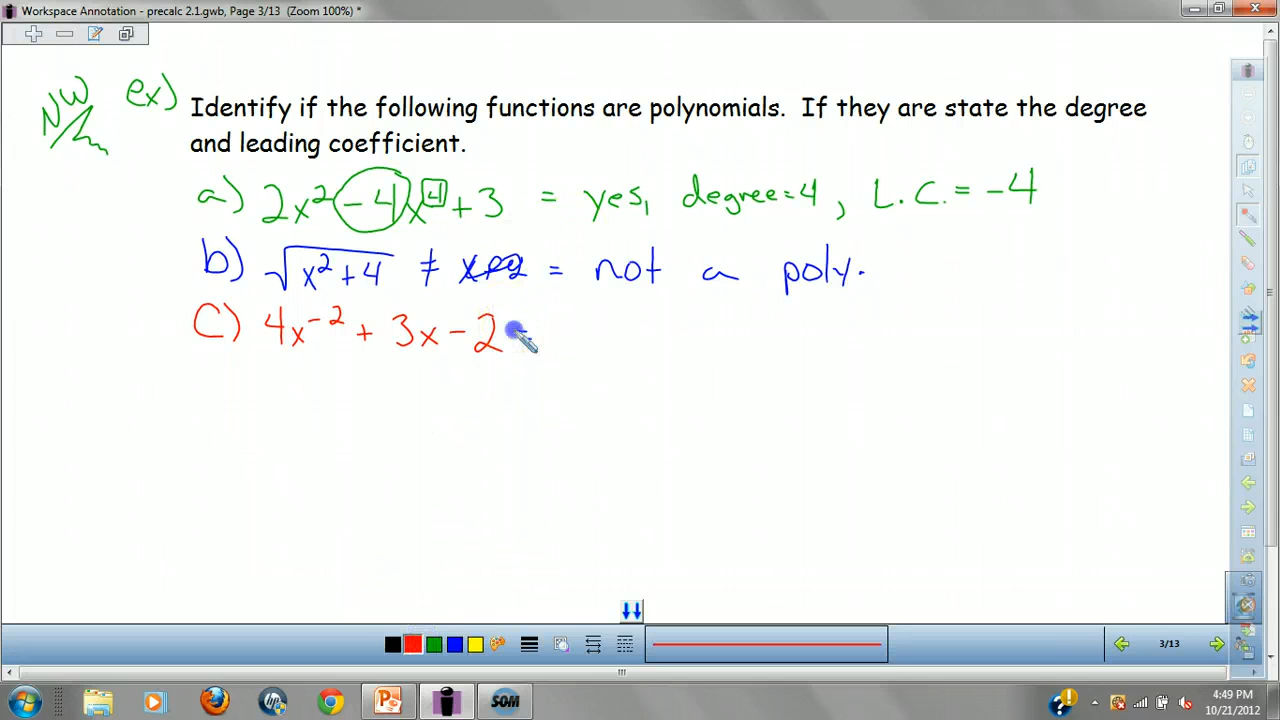 Workspace Annotation - precalc 2.1.gwb, Page 3/13 (Zoom 100%) *
ex) Identify if the following functions are polynomials. If they are state the degree
and leading coefficient.
a) 2x² -4x⁴ + 3 = yes, degree=4, L.C. = -4
b) √(x²+4) ≠ = not a poly.
C) 4x⁻² + 3x - 2 =
3/13
SOM
4:49 PM
10/21/2012